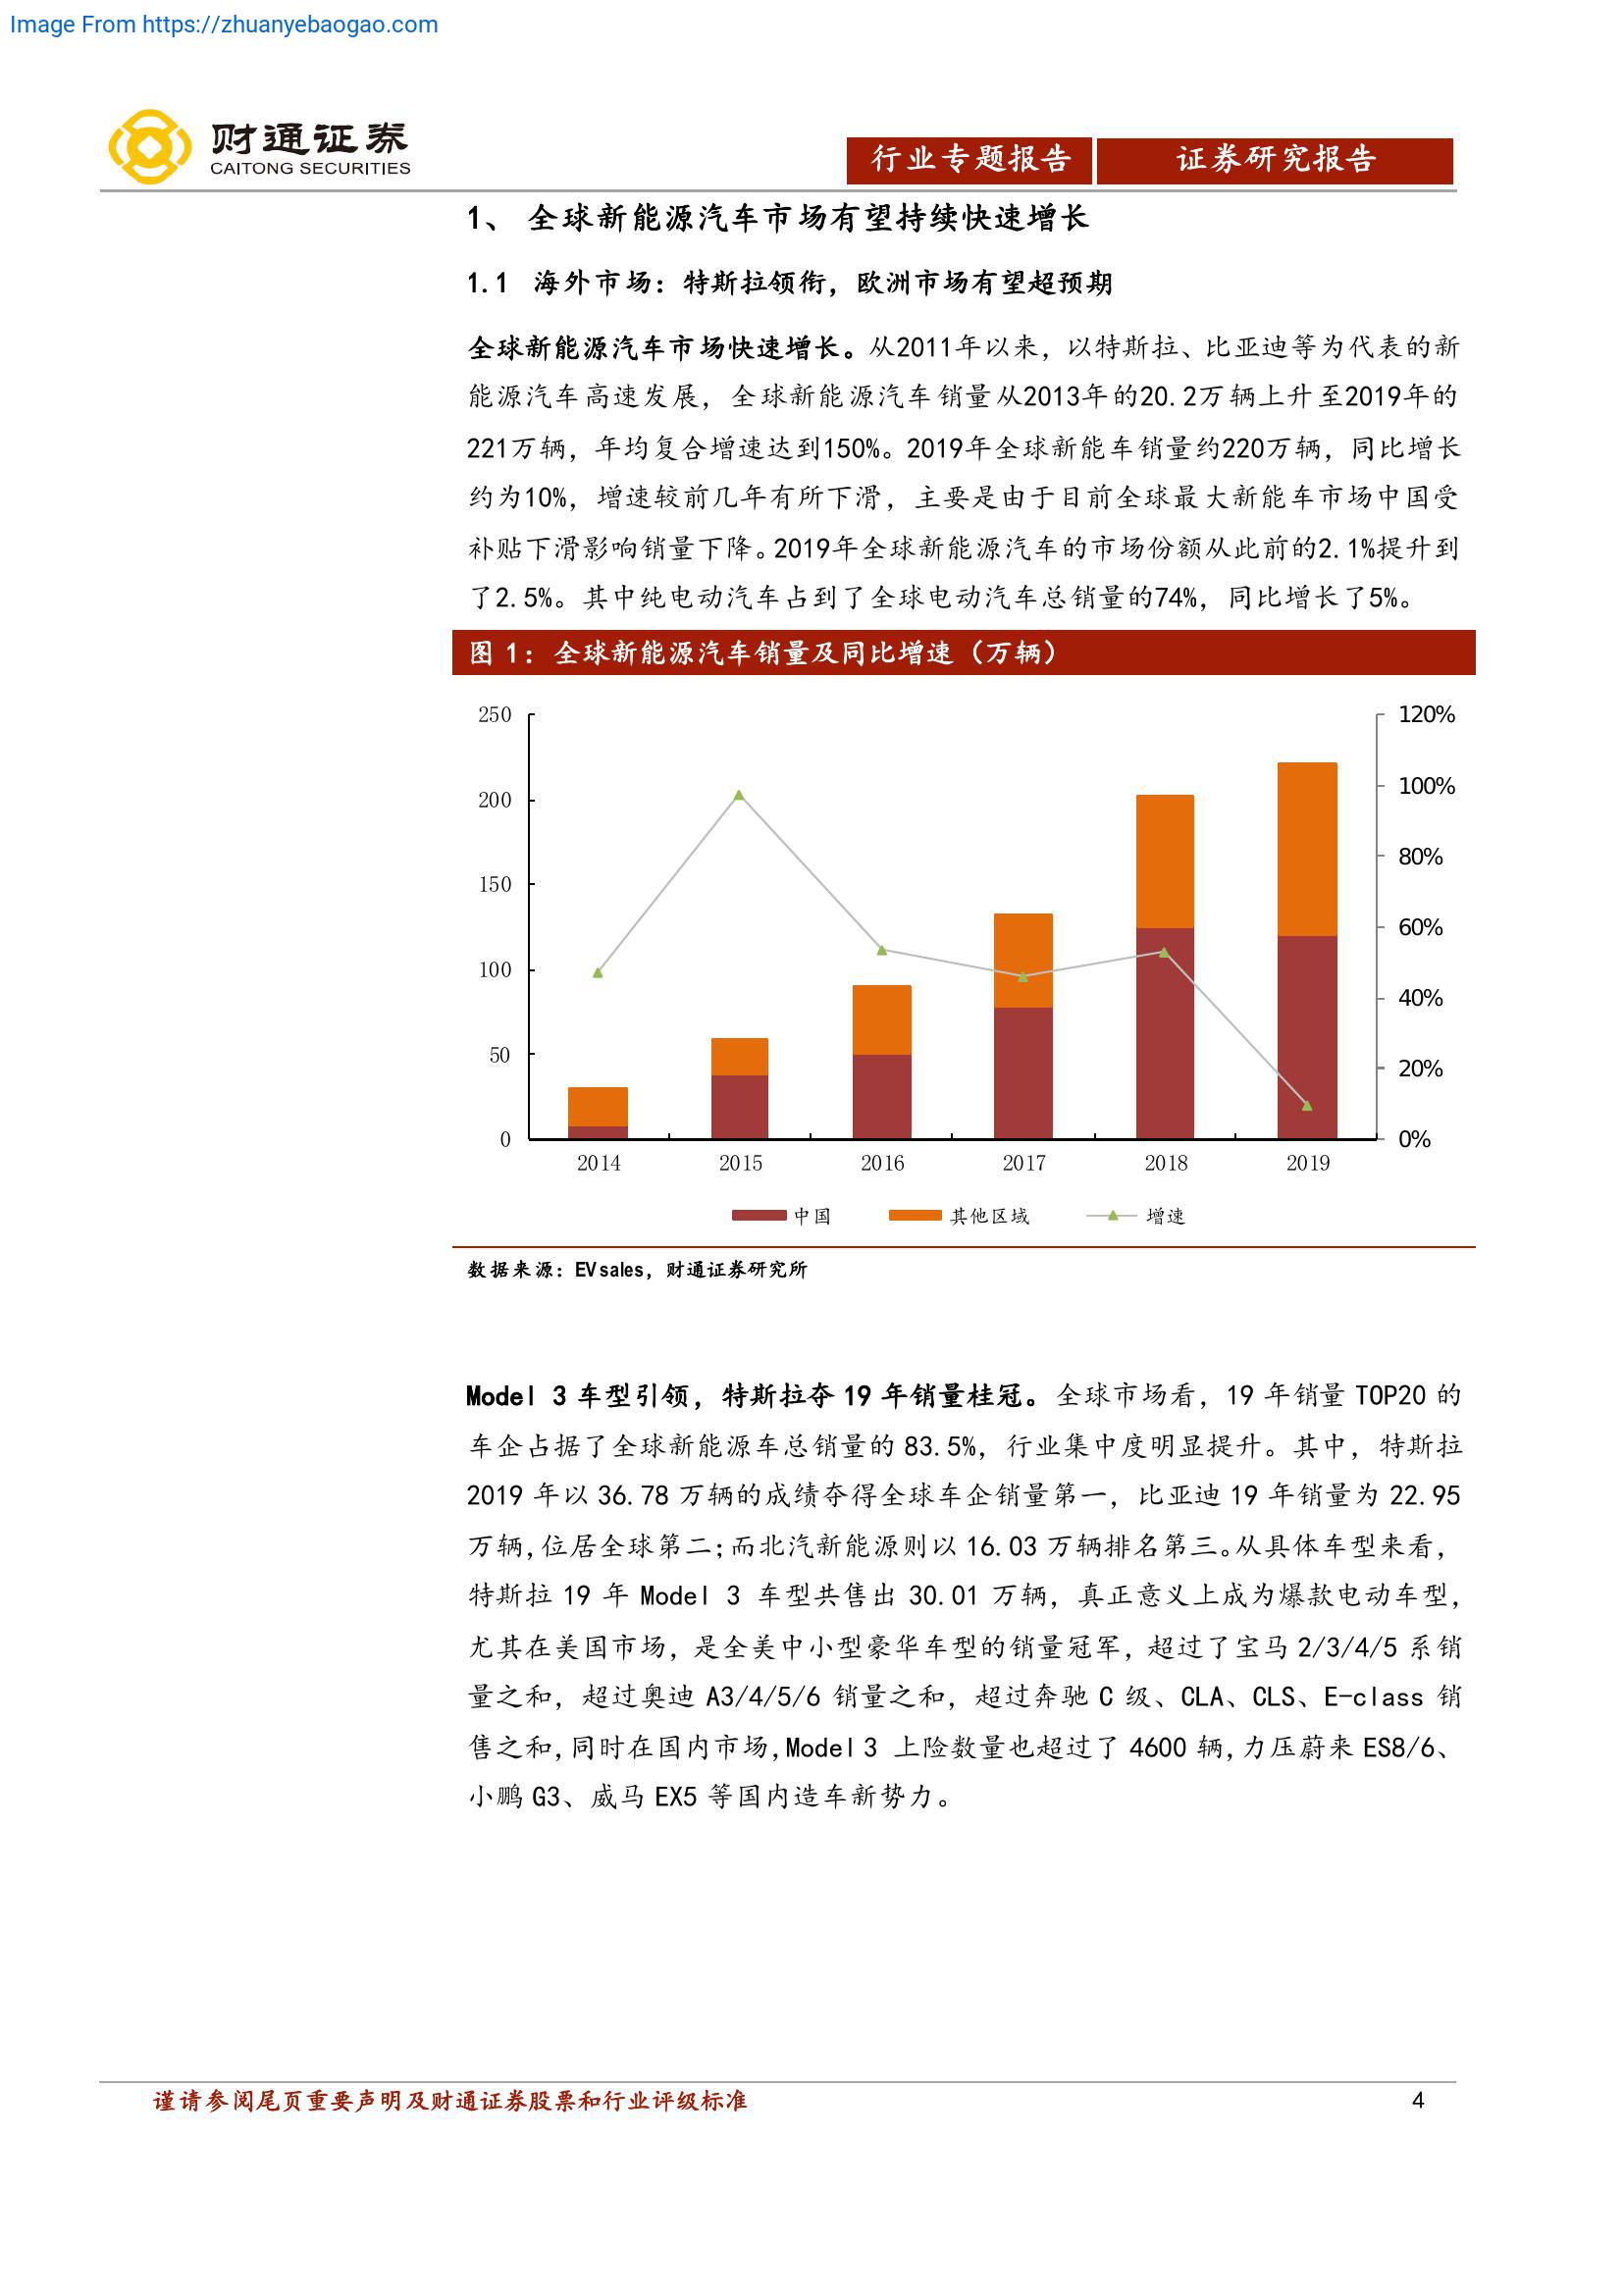 Image From https://zhuanyebaogao.com
财通证券
CAITONG SECURITIES
行业专题报告 证券研究报告
1、 全球新能源汽车市场有望持续快速增长
1.1 海外市场：特斯拉领衔，欧洲市场有望超预期
全球新能源汽车市场快速增长。从2011年以来，以特斯拉、比亚迪等为代表的新
能源汽车高速发展，全球新能源汽车销量从2013年的20.2万辆上升至2019年的
221万辆，年均复合增速达到150%。2019年全球新能车销量约220万辆，同比增长
约为10%，增速较前几年有所下滑，主要是由于目前全球最大新能车市场中国受
补贴下滑影响销量下降。2019年全球新能源汽车的市场份额从此前的2.1%提升到
了2.5%。其中纯电动汽车占到了全球电动汽车总销量的74%，同比增长了5%。
图 1：全球新能源汽车销量及同比增速（万辆）
250 120%
200 100%
80%
150
60%
100
40%
50
20%
0 0%
2014 2015 2016 2017 2018 2019
中国 其他区域 增速
数据来源：EVsales，财通证券研究所
Model 3 车型引领，特斯拉夺 19 年销量桂冠。全球市场看，19 年销量 TOP20 的
车企占据了全球新能源车总销量的 83.5%，行业集中度明显提升。其中，特斯拉
2019 年以 36.78 万辆的成绩夺得全球车企销量第一，比亚迪 19 年销量为 22.95
万辆,位居全球第二;而北汽新能源则以 16.03 万辆排名第三。从具体车型来看，
特斯拉 19 年 Model 3 车型共售出 30.01 万辆，真正意义上成为爆款电动车型，
尤其在美国市场，是全美中小型豪华车型的销量冠军，超过了宝马 2/3/4/5 系销
量之和，超过奥迪 A3/4/5/6 销量之和，超过奔驰 C 级、CLA、CLS、E-class 销
售之和,同时在国内市场,Model 3 上险数量也超过了 4600 辆,力压蔚来 ES8/6、
小鹏 G3、威马 EX5 等国内造车新势力。
谨请参阅尾页重要声明及财通证券股票和行业评级标准 4